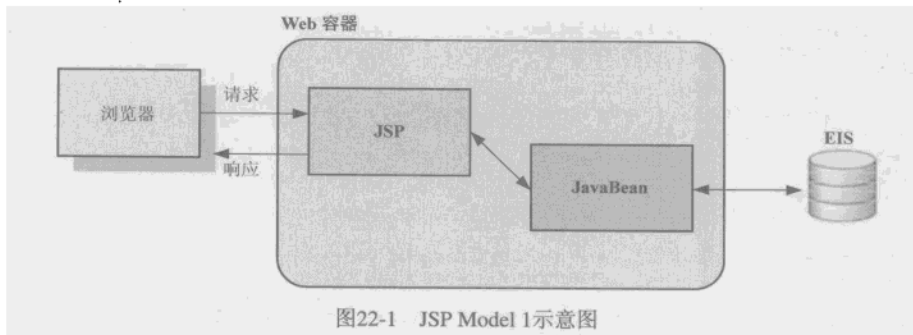 Web 容器
浏览器
请求
响应
JSP
JavaBean
EIS
图22-1 JSP Model 1示意图